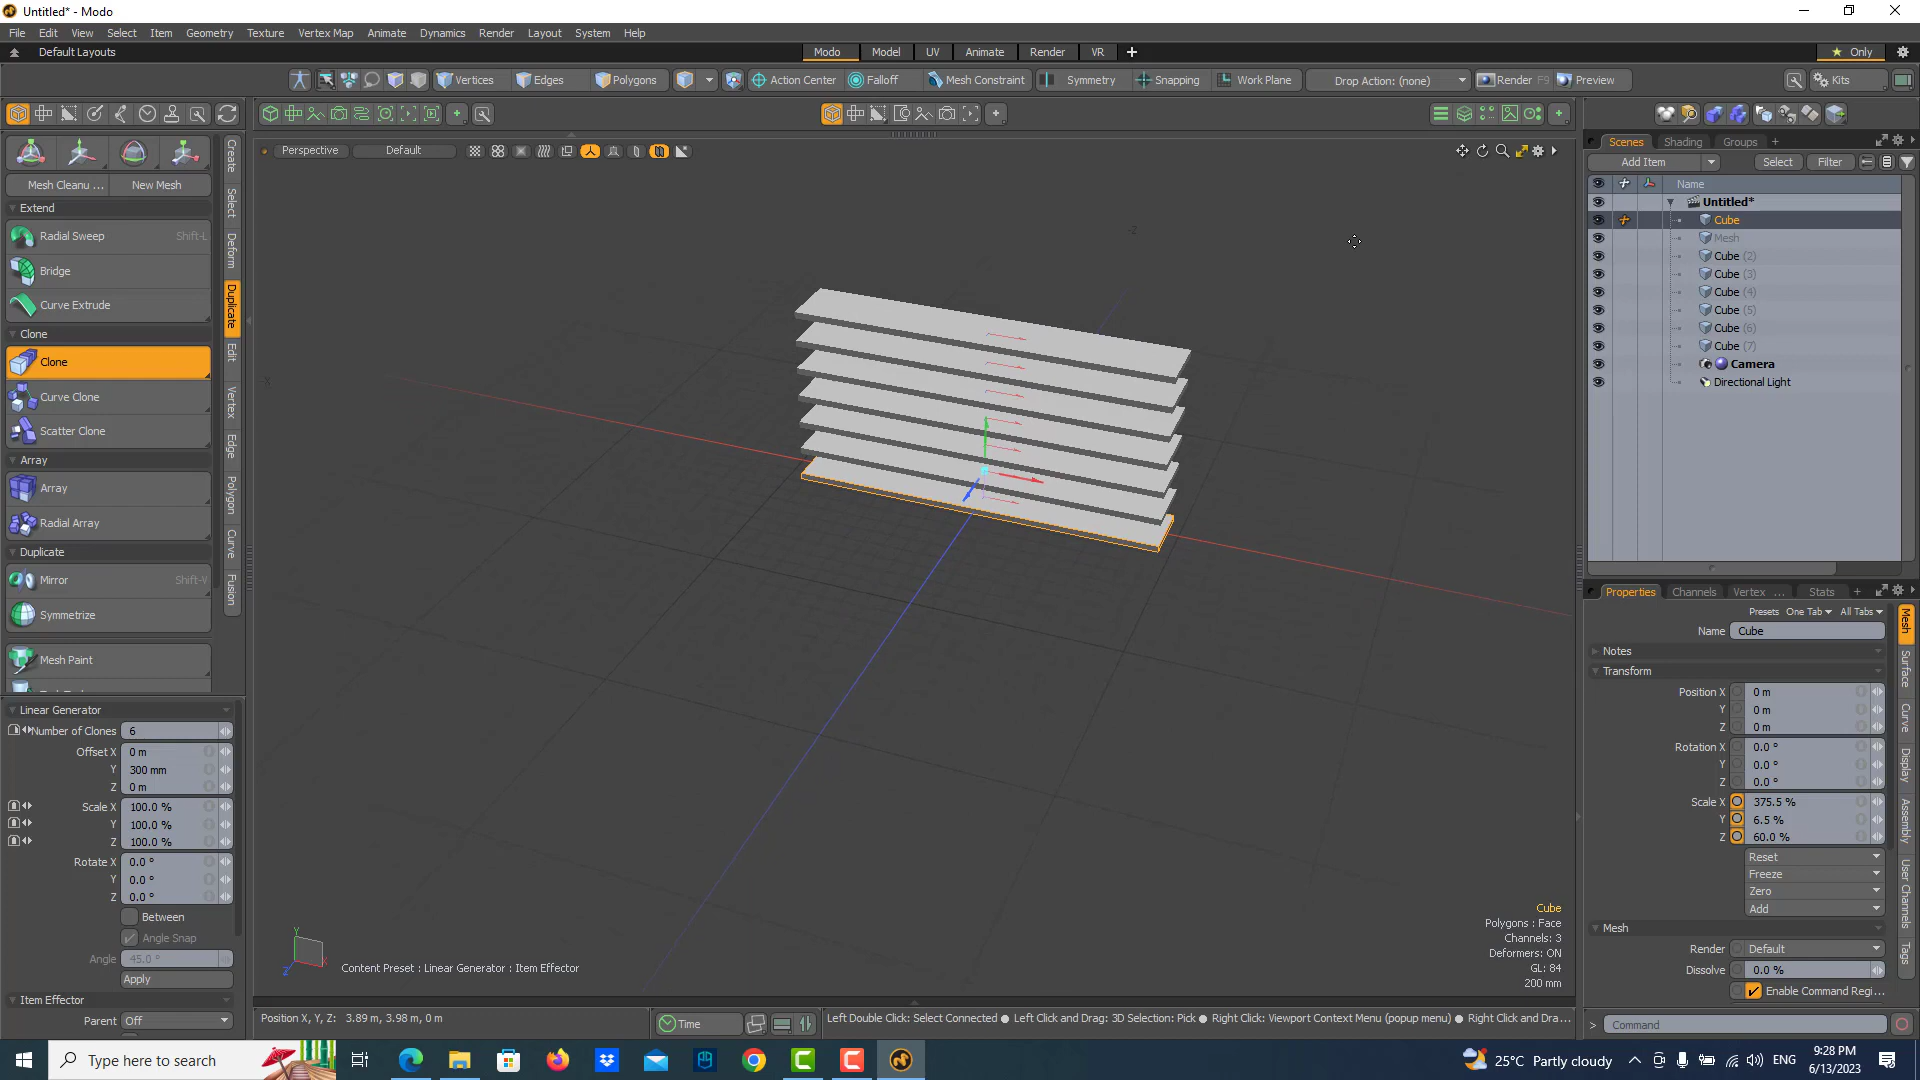 Untitled* - Modo
File Edit View Select Item Geometry Texture Vertex Map Animate Dynamics Render Layout System Help
Default Layouts
Modo Model UV Animate Render VR
Only
Vertices Edges Polygons Action Center Falloff Mesh Constraint Symmetry Snapping Work Plane Drop Action: (none) Render F9 Preview Kits
Perspective Default
Mesh Cleanu ... New Mesh
Extend
Radial Sweep Shift-L
Bridge
Curve Extrude
Clone
Clone
Curve Clone
Scatter Clone
Array
Array
Radial Array
Duplicate
Mirror Shift-V
Symmetrize
Mesh Paint
Create
Select
Deform
Duplicate
Edit
Vertex
Edge
Polygon
Curve
Fusion
Linear Generator
Number of Clones 6
Offset X 0 m
Y 300 mm
Z 0 m
Scale X 100.0 %
Y 100.0 %
Z 100.0 %
Rotate X 0.0 °
Y 0.0 °
Z 0.0 °
Between
Angle Snap
Angle 45.0 °
Apply
Item Effector
Parent Off
Content Preset : Linear Generator : Item Effector
Cube
Polygons : Face
Channels: 3
Deformers: ON
GL: 84
200 mm
Position X, Y, Z: 3.89 m, 3.98 m, 0 m
Time
Left Double Click: Select Connected ● Left Click and Drag: 3D Selection: Pick ● Right Click: Viewport Context Menu (popup menu) ● Right Click and Dra...
Scenes Shading Groups
Add Item Select Filter
Name
Untitled*
Cube
Mesh
Cube (2)
Cube (3)
Cube (4)
Cube (5)
Cube (6)
Cube (7)
Camera
Directional Light
Properties Channels Vertex ... Stats
Presets One Tab All Tabs
Name Cube
Notes
Transform
Position X 0 m
Y 0 m
Z 0 m
Rotation X 0.0 °
Y 0.0 °
Z 0.0 °
Scale X 375.5 %
Y 6.5 %
Z 60.0 %
Reset
Freeze
Zero
Add
Mesh
Render Default
Dissolve 0.0 %
Enable Command Regi...
Mesh
Surface
Curve
Display
Assembly
User Channels
Tags
Command
Type here to search
25°C Partly cloudy
ENG
9:28 PM
6/13/2023